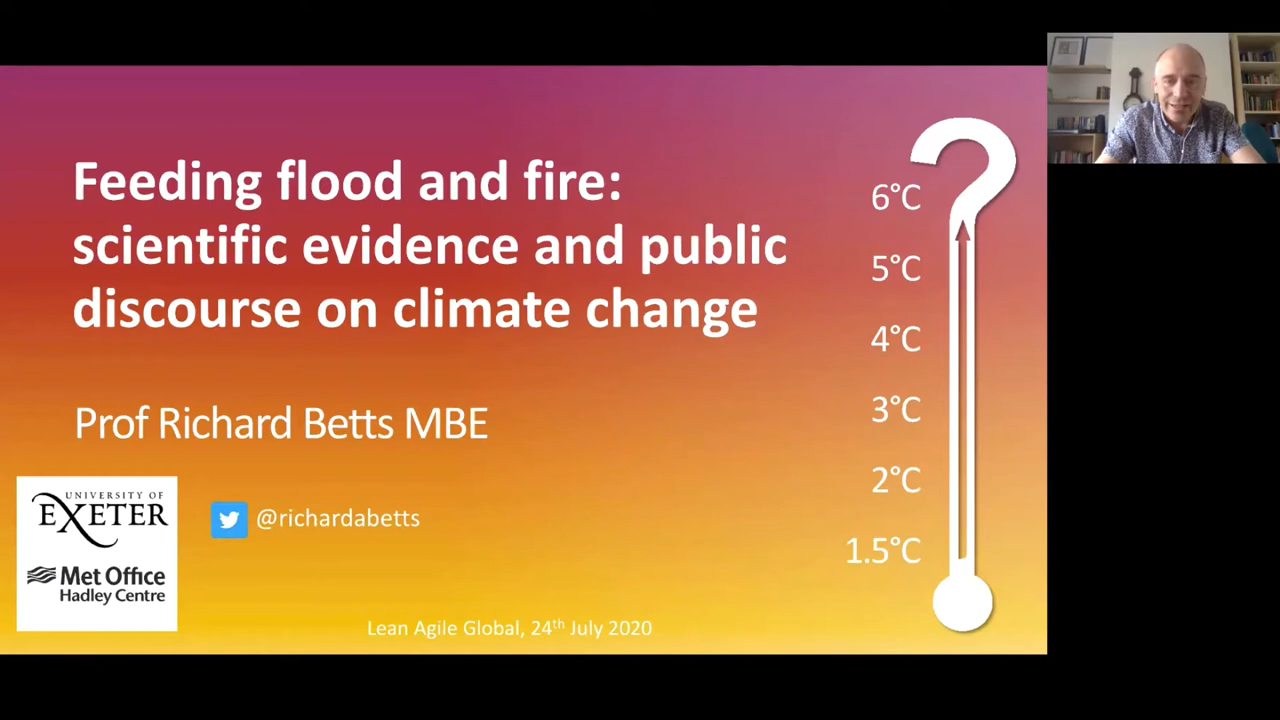 Feeding flood and fire:
scientific evidence and public
discourse on climate change
Prof Richard Betts MBE
UNIVERSITY OF
EXETER
Met Office
Hadley Centre
@richardabetts
Lean Agile Global, 24th July 2020
6°C
5°C
4°C
3°C
2°C
1.5°C
?